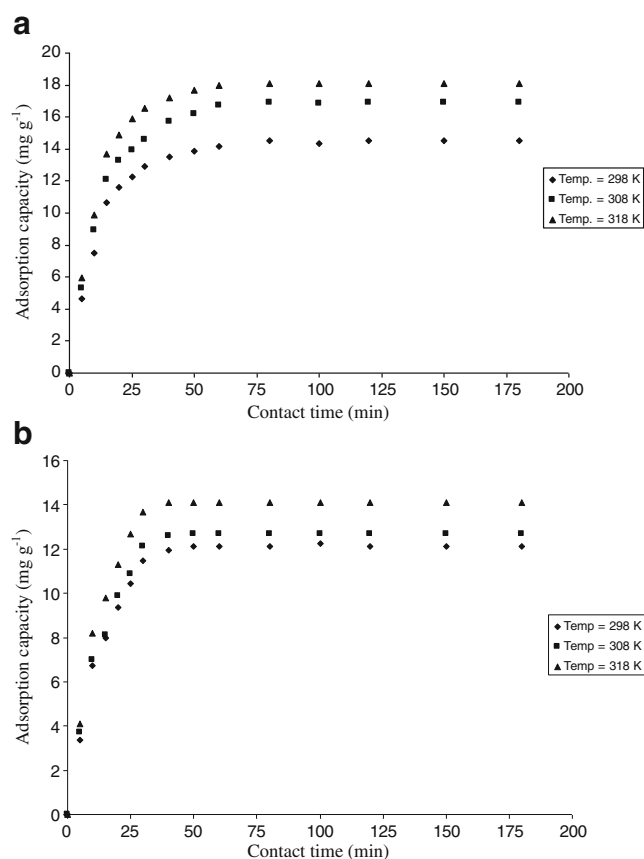 a
20
18
16
14
12
10
8
6
4
2
0
Adsorption capacity (mg g⁻¹)
0 25 50 75 100 125 150 175 200
Contact time (min)
Temp. = 298 K
Temp. = 308 K
Temp. = 318 K
b
16
14
12
10
8
6
4
2
0
Adsorption capacity (mg g⁻¹)
0 25 50 75 100 125 150 175 200
Contact time (min)
Temp = 298 K
Temp = 308 K
Temp = 318 K